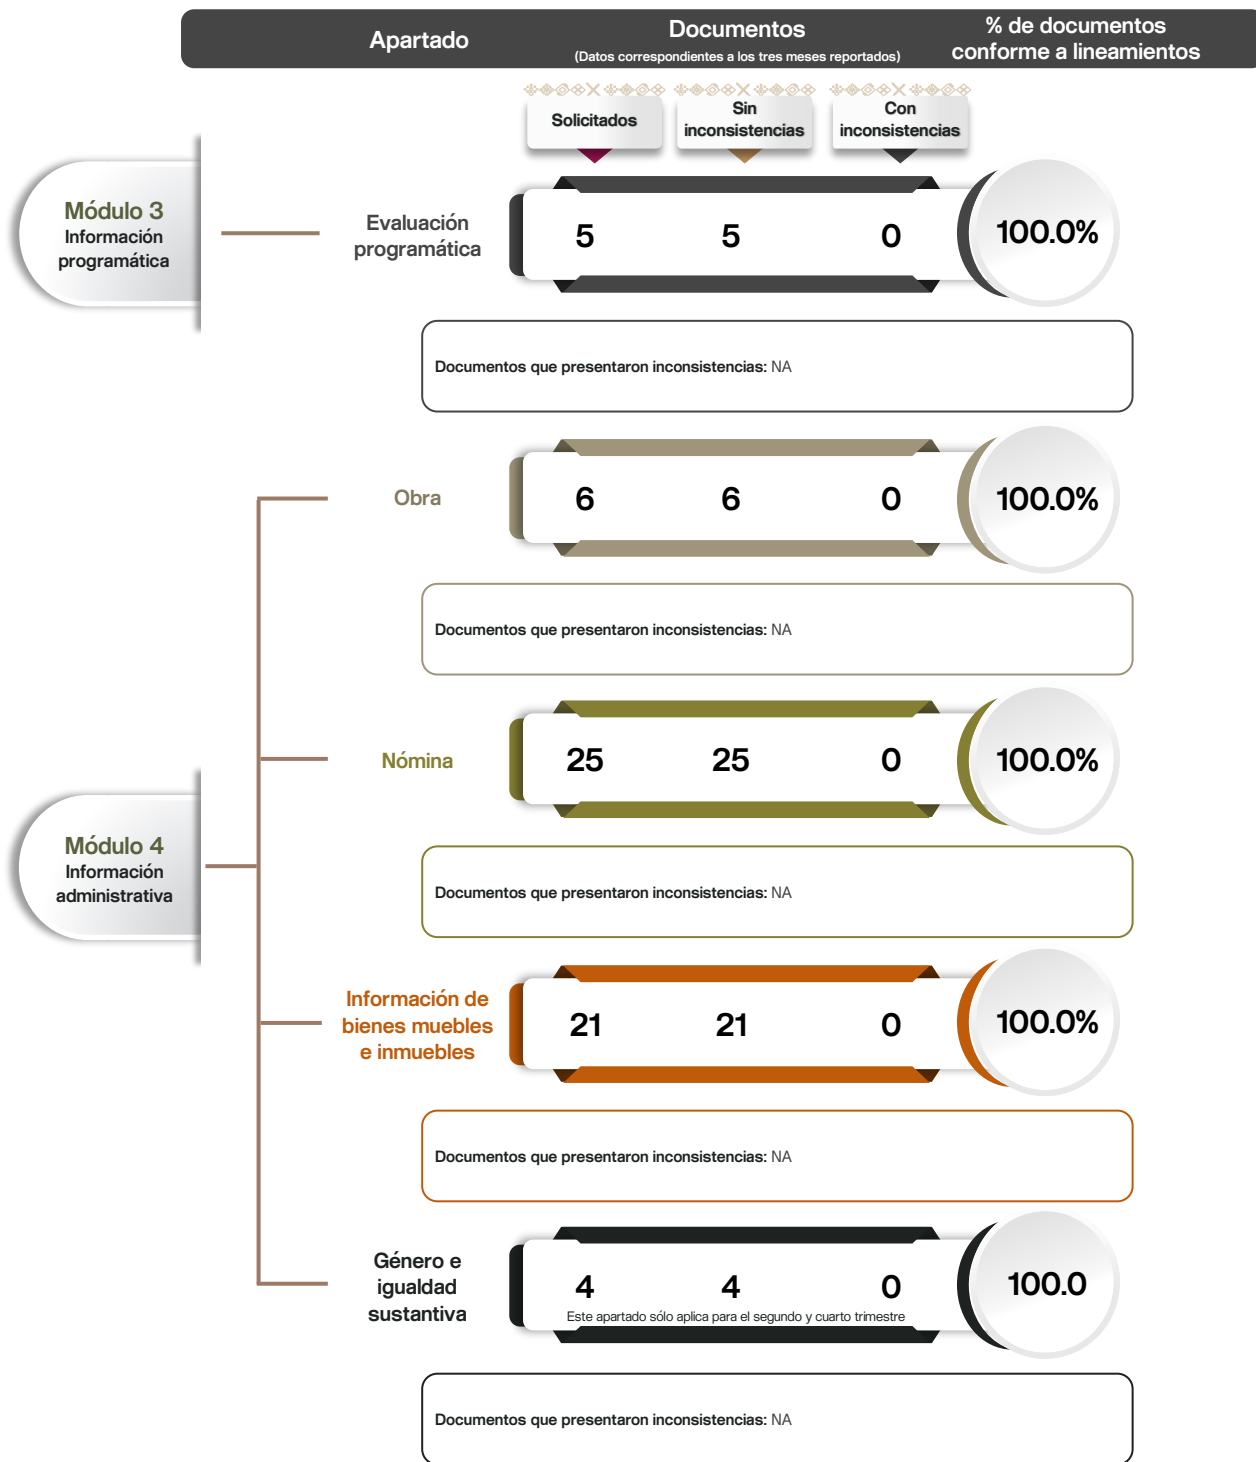 Apartado
Documentos
(Datos correspondientes a los tres meses reportados)
% de documentos
conforme a lineamientos
Solicitados
Sin
inconsistencias
Con
inconsistencias
Módulo 3
Información
programática
Evaluación
programática
5 5 0 100.0%
Documentos que presentaron inconsistencias: NA
Obra
6 6 0 100.0%
Documentos que presentaron inconsistencias: NA
Módulo 4
Información
administrativa
Nómina
25 25 0 100.0%
Documentos que presentaron inconsistencias: NA
Información de
bienes muebles
e inmuebles
21 21 0 100.0%
Documentos que presentaron inconsistencias: NA
Género e
igualdad
sustantiva
4 4 0 100.0
Este apartado sólo aplica para el segundo y cuarto trimestre
Documentos que presentaron inconsistencias: NA